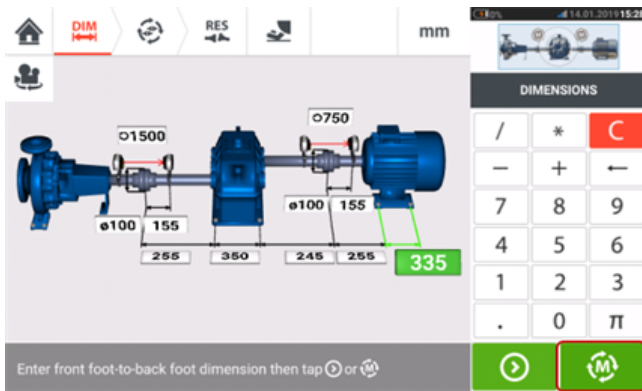 DIM
RES
mm
10%
14.01.2019 15:28
M
M
DIMENSIONS
1500
750
ø100
155
ø100
155
255
350
245
255
335
/
*
C
−
+
←
7
8
9
4
5
6
1
2
3
.
0
π
M
Enter front foot-to-back foot dimension then tap or M